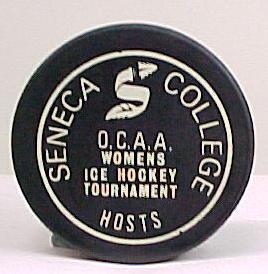 SENECA COLLEGE
S
O.C.A.A.
WOMENS
ICE HOCKEY
TOURNAMENT
HOSTS